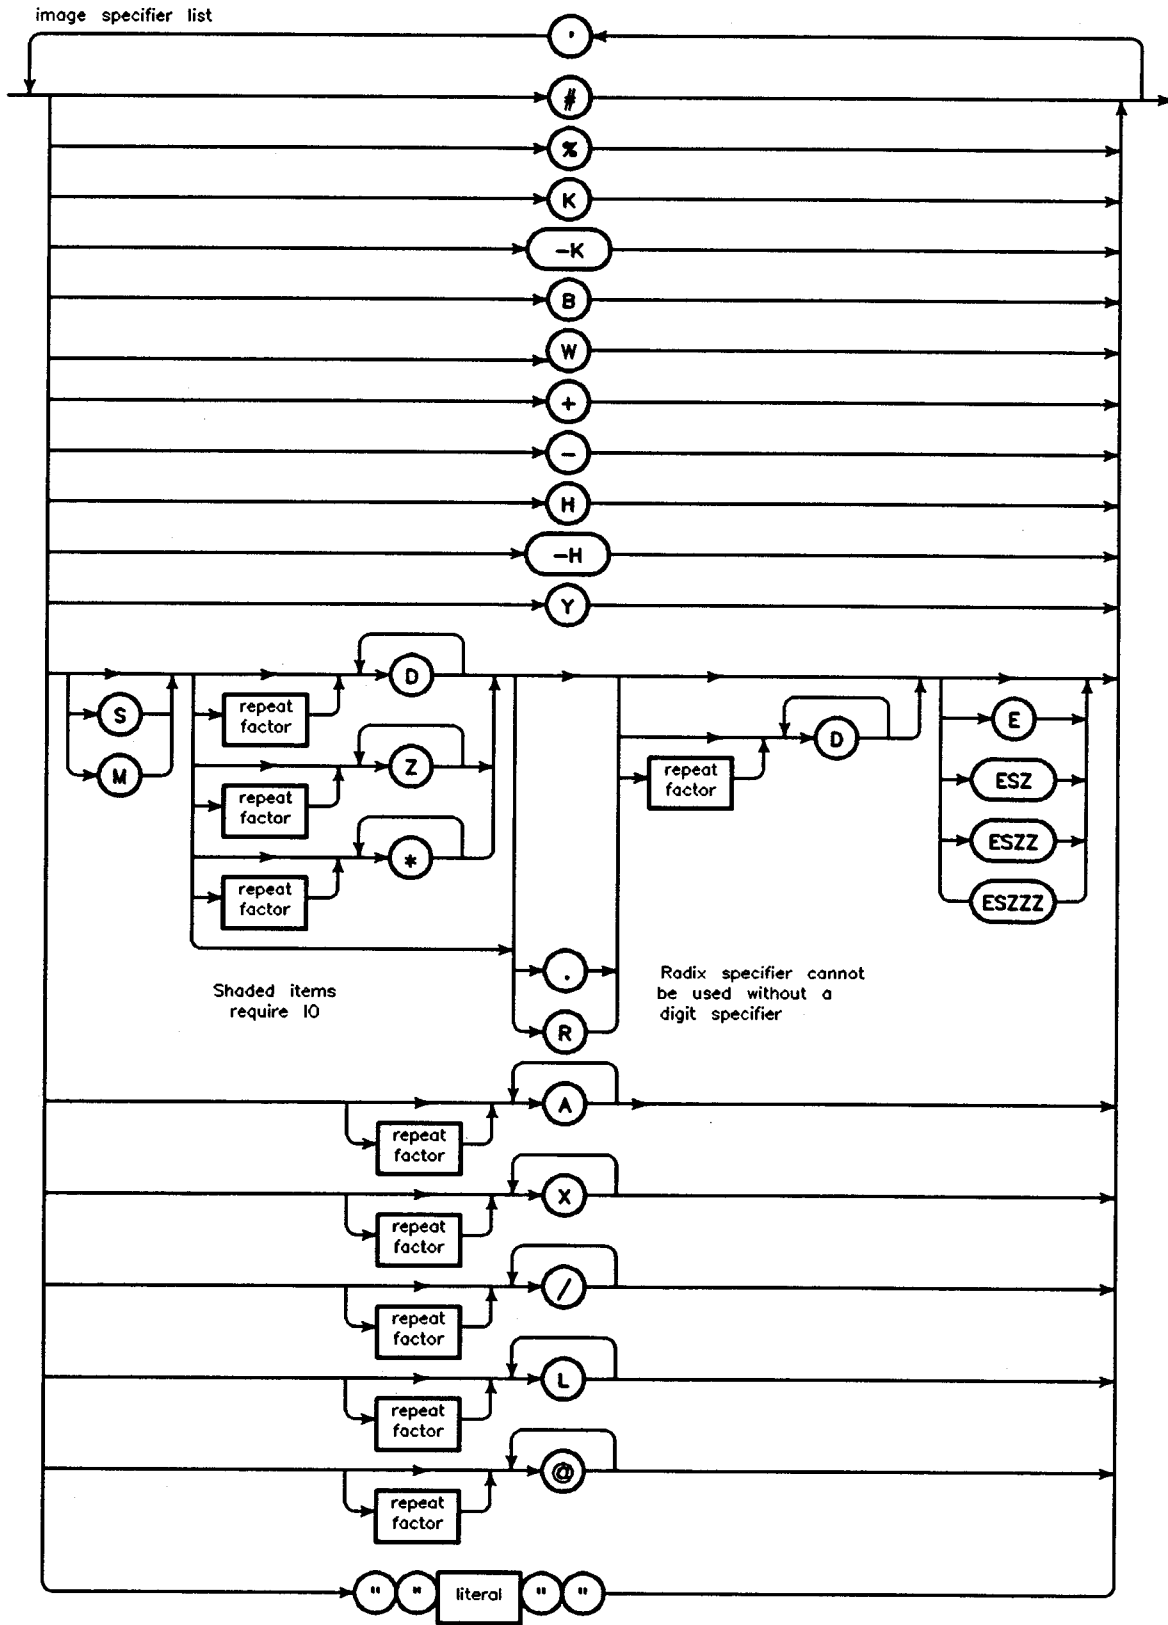 image specifier list
,
#
%
K
-K
B
W
+
-
H
-H
Y
D
repeat
factor
S
E
D
Z
M
repeat
factor
ESZ
repeat
factor
*
ESZZ
repeat
factor
ESZZZ
.
Shaded items
require IO
Radix specifier cannot
be used without a
digit specifier
R
A
repeat
factor
X
repeat
factor
/
repeat
factor
L
repeat
factor
@
repeat
factor
" " literal " "